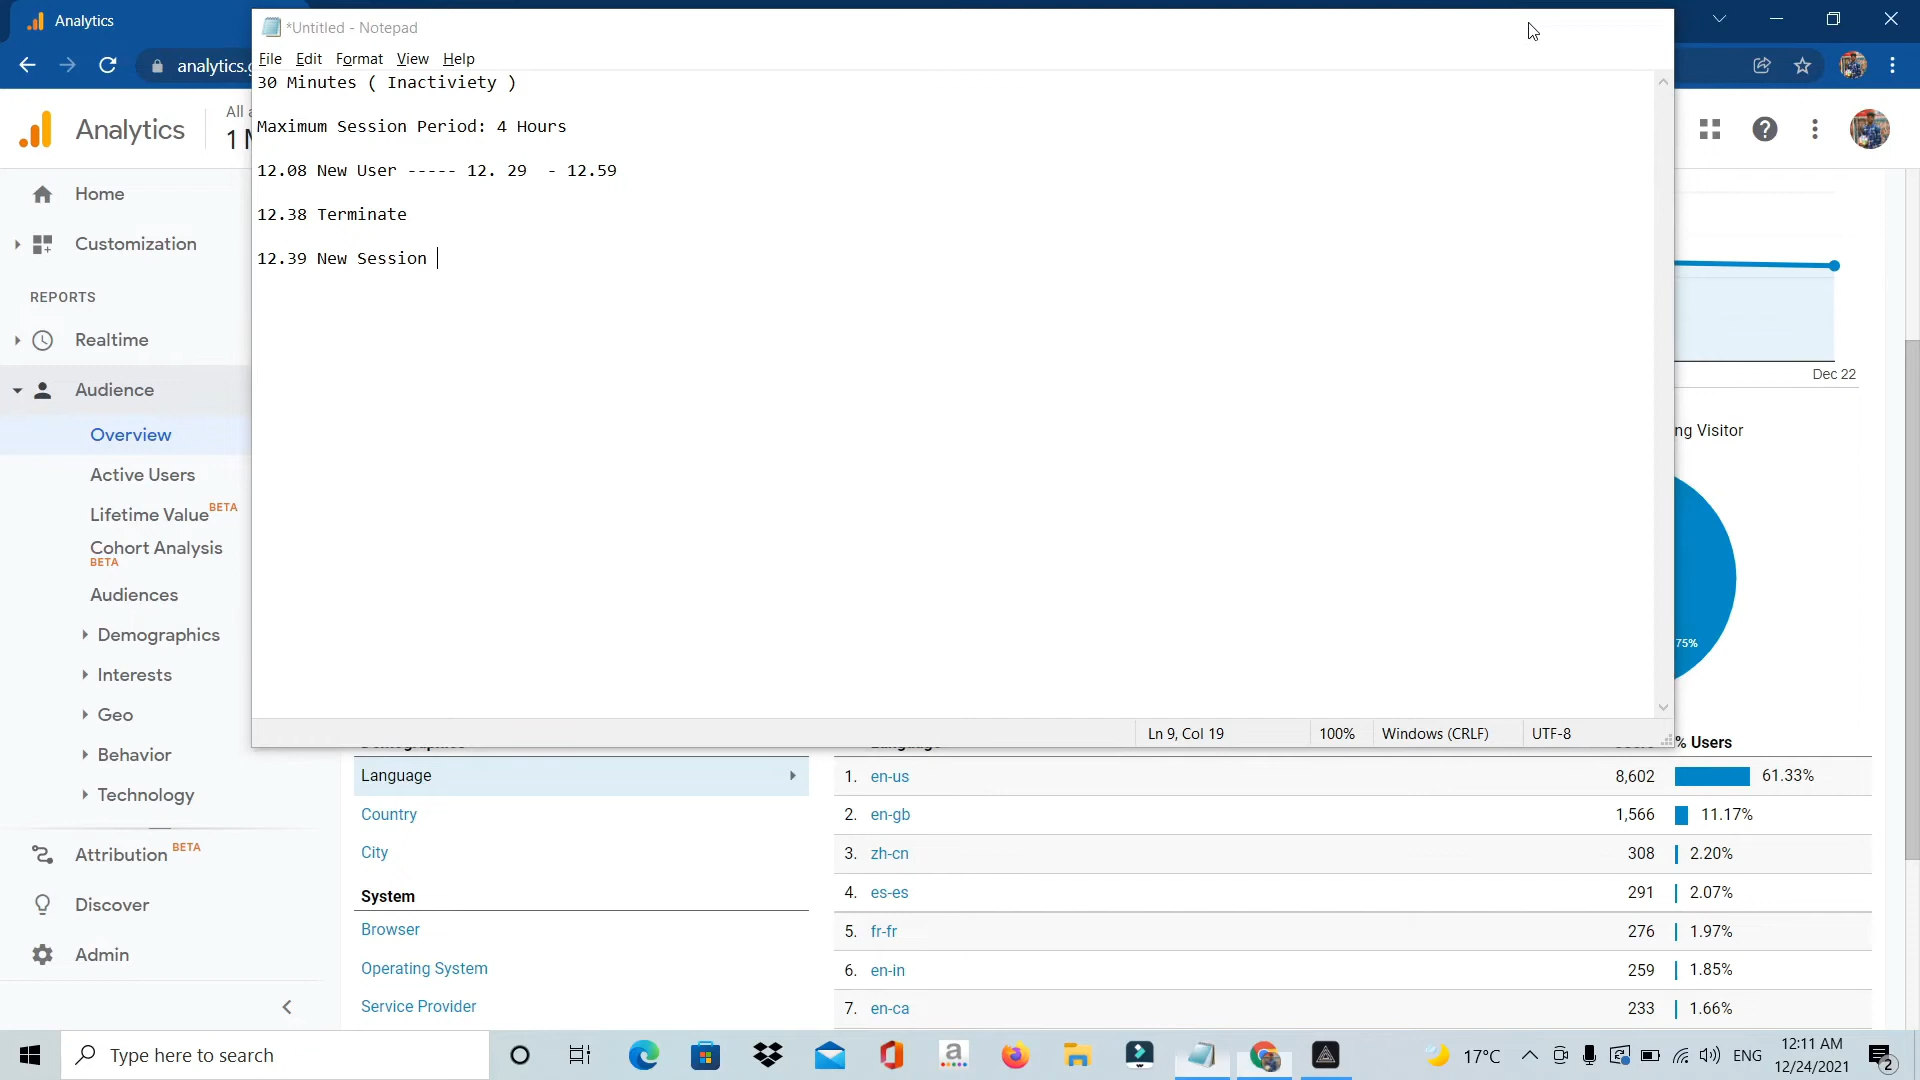 Analytics
*Untitled - Notepad
File Edit Format View Help
30 Minutes ( Inactiviety )
Maximum Session Period: 4 Hours
12.08 New User ----- 12. 29  - 12.59
12.38 Terminate
12.39 New Session
Ln 9, Col 19 100% Windows (CRLF) UTF-8
analytics.g
Analytics
All a
Home
Customization
REPORTS
Realtime
Audience
Overview
Active Users
Lifetime Value BETA
Cohort Analysis
BETA
Audiences
Demographics
Interests
Geo
Behavior
Technology
Attribution BETA
Discover
Admin
Dec 22
ng Visitor
75%
Demographics
Language
Country
City
System
Browser
Operating System
Service Provider
Language Users % Users
1. en-us 8,602 61.33%
2. en-gb 1,566 11.17%
3. zh-cn 308 2.20%
4. es-es 291 2.07%
5. fr-fr 276 1.97%
6. en-in 259 1.85%
7. en-ca 233 1.66%
Type here to search
17°C ENG 12:11 AM
12/24/2021
2